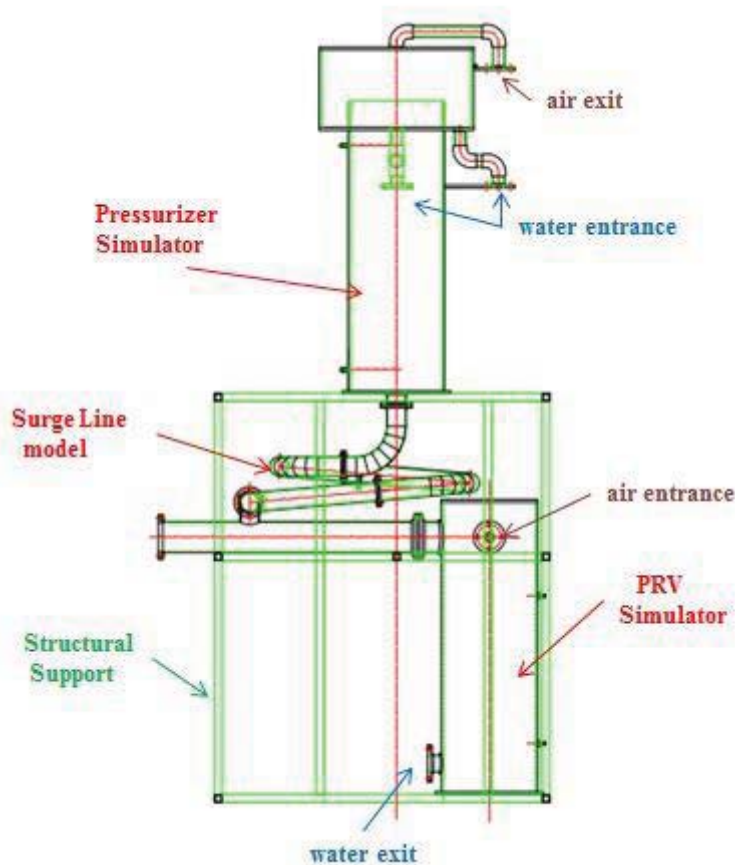 air exit
Pressurizer
Simulator
water entrance
Surge Line
model
air entrance
PRV
Simulator
Structural
Support
water exit